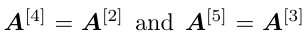 𝑨^[4] = 𝑨^[2] and 𝑨^[5] = 𝑨^[3]